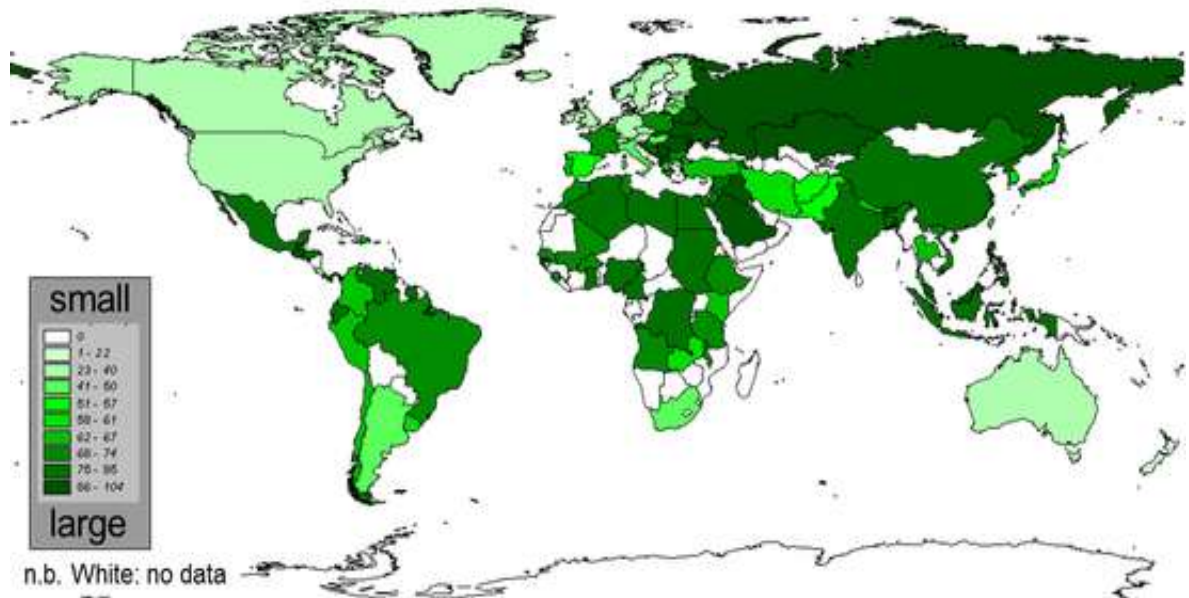 small
0
1 - 22
23 - 40
41 - 50
51 - 57
58 - 61
62 - 67
68 - 74
75 - 85
86 - 104
large
n.b. White: no data